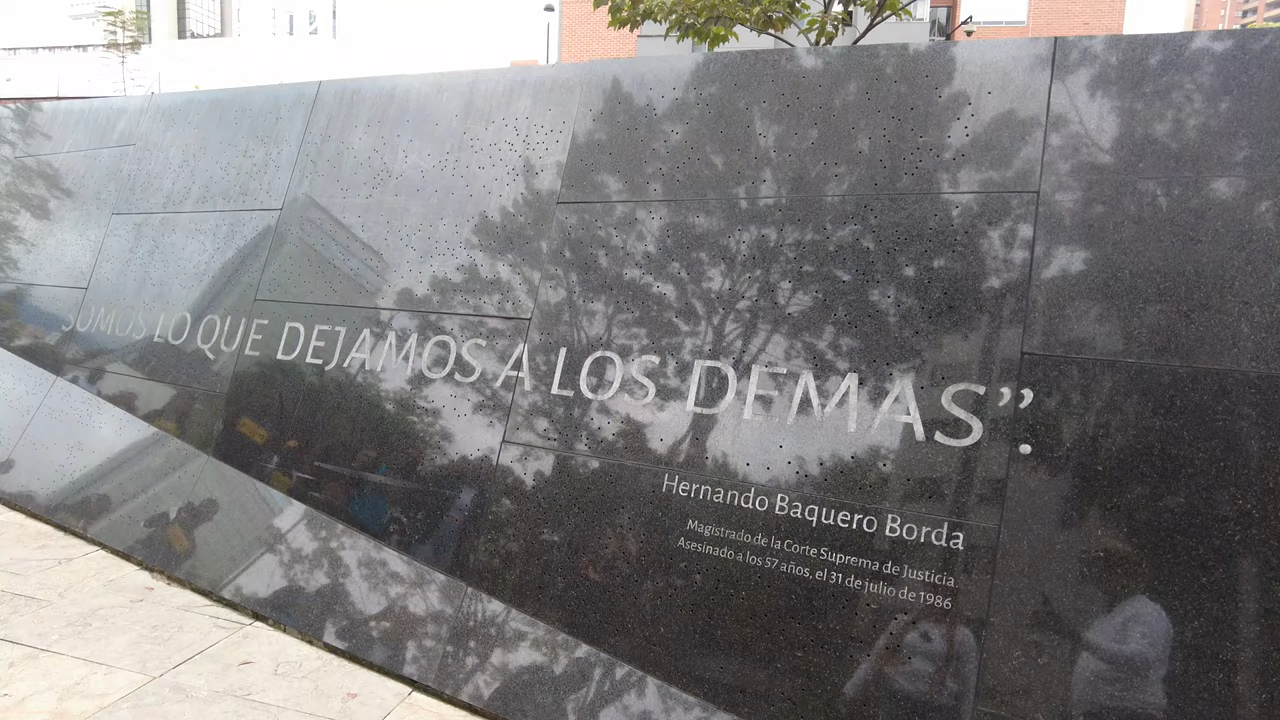 SOMOS LO QUE DEJAMOS A LOS DEMAS”.
Hernando Baquero Borda
Magistrado de la Corte Suprema de Justicia.
Asesinado a los 57 años, el 31 de julio de 1986